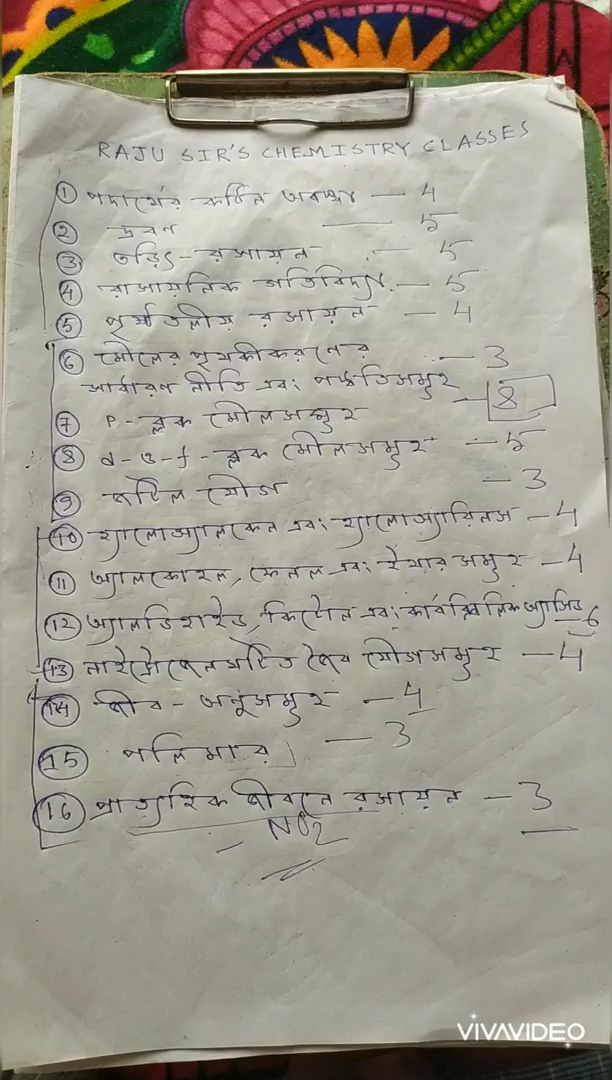 RAJU SIR'S CHEMISTRY CLASSES
① পদার্থের কঠিন অবস্থা — 4
② দ্রবণ — 5
③ তড়িৎ-রসায়ন — 5
④ রাসায়নিক গতিবিদ্যা — 5
⑤ পৃষ্ঠতলীয় রসায়ন — 4
⑥ মৌলের পৃথকীকরণের — 3
সাধারণ নীতি এবং পদ্ধতিসমূহ
⑦ P-ব্লক মৌলসমূহ — 8
⑧ d-ও-f-ব্লক মৌলসমূহ — 5
⑨ জটিল যৌগ — 3
⑩ হ্যালোঅ্যালকেন এবং হ্যালোঅ্যারিনস — 4
⑪ অ্যালকোহল, ফেনল এবং ইথার সমূহ — 4
⑫ অ্যালডিহাইড, কিটোন এবং কার্বক্সিলিক অ্যাসিড — 6
⑬ নাইট্রোজেনঘটিত জৈব যৌগসমূহ — 4
⑭ জীব-অনুসমূহ — 4
⑮ পলিমার — 3
⑯ প্রাত্যহিক জীবনে রসায়ন — 3
NO2
VIVAVIDEO